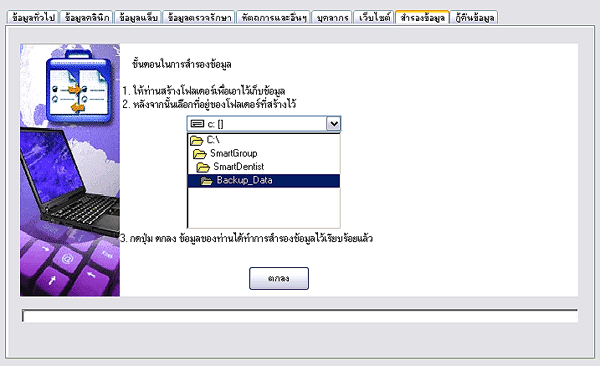 ข้อมูลทั่วไป ข้อมูลคลินิก ข้อมูลแล็บ ข้อมูลตรวจรักษา หัตถการและอื่นๆ บุคลากร เว็บไซต์ สำรองข้อมูล กู้คืนข้อมูล
ขั้นตอนในการสำรองข้อมูล
1. ให้ท่านสร้างโฟลเดอร์เพื่อเอาไว้เก็บข้อมูล
2. หลังจากนั้นเลือกที่อยู่ของโฟลเดอร์ที่สร้างไว้
c: []
C:\
SmartGroup
SmartDentist
Backup_Data
3. กดปุ่ม ตกลง ข้อมูลของท่านได้ทำการสำรองข้อมูลไว้เรียบร้อยแล้ว
ตกลง